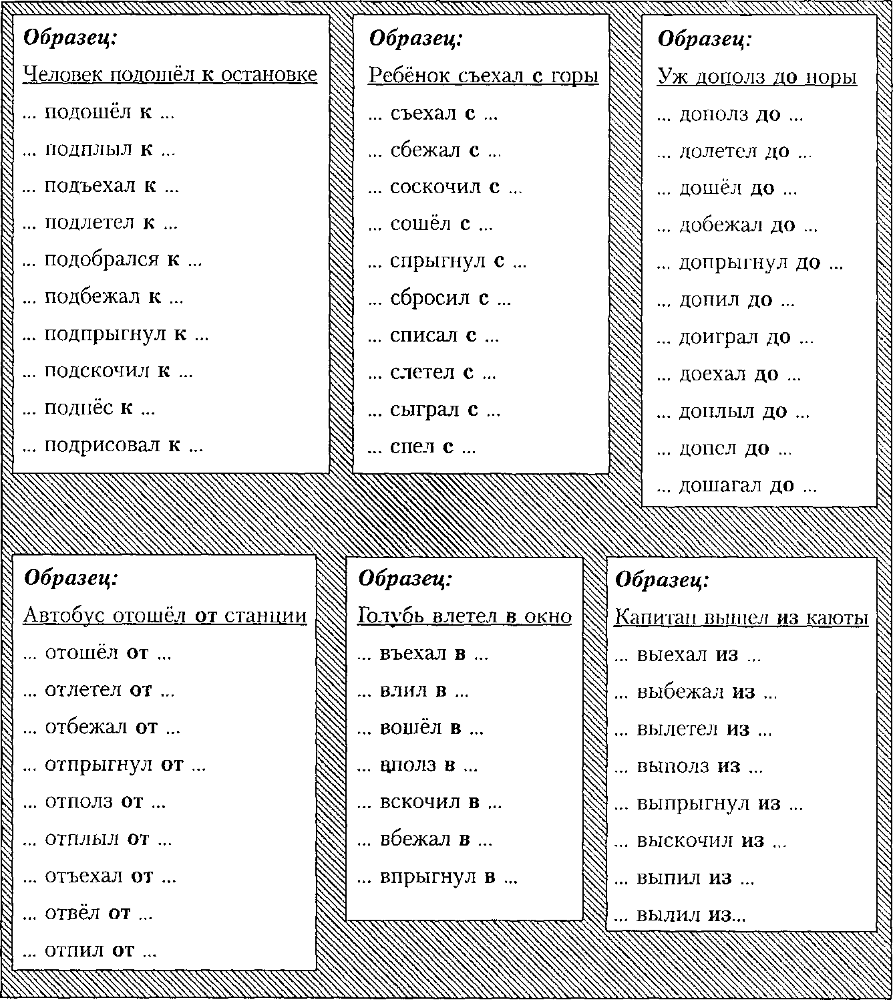 Образец:
Человек подошёл к остановке
... подошёл к ...
... подплыл к ...
... подъехал к ...
... подлетел к ...
... подобрался к ...
... подбежал к ...
... подпрыгнул к ...
... подскочил к ...
... поднёс к ...
... подрисовал к ...
Образец:
Ребёнок съехал с горы
... съехал с ...
... сбежал с ...
... соскочил с ...
... сошёл с ...
... спрыгнул с ...
... сбросил с ...
... списал с ...
... слетел с ...
... сыграл с ...
... спел с ...
Образец:
Уж дополз до норы
... дополз до ...
... долетел до ...
... дошёл до ...
... добежал до ...
... допрыгнул до ...
... допил до ...
... доиграл до ...
... доехал до ...
... доплыл до ...
... допел до ...
... дошагал до ...
Образец:
Автобус отошёл от станции
... отошёл от ...
... отлетел от ...
... отбежал от ...
... отпрыгнул от ...
... отполз от ...
... отплыл от ...
... отъехал от ...
... отвёл от ...
... отпил от ...
Образец:
Голубь влетел в окно
... въехал в ...
... влил в ...
... вошёл в ...
... вполз в ...
... вскочил в ...
... вбежал в ...
... впрыгнул в ...
Образец:
Капитан вышел из каюты
... выехал из ...
... выбежал из ...
... вылетел из ...
... выполз из ...
... выпрыгнул из ...
... выскочил из ...
... выпил из ...
... вылил из...